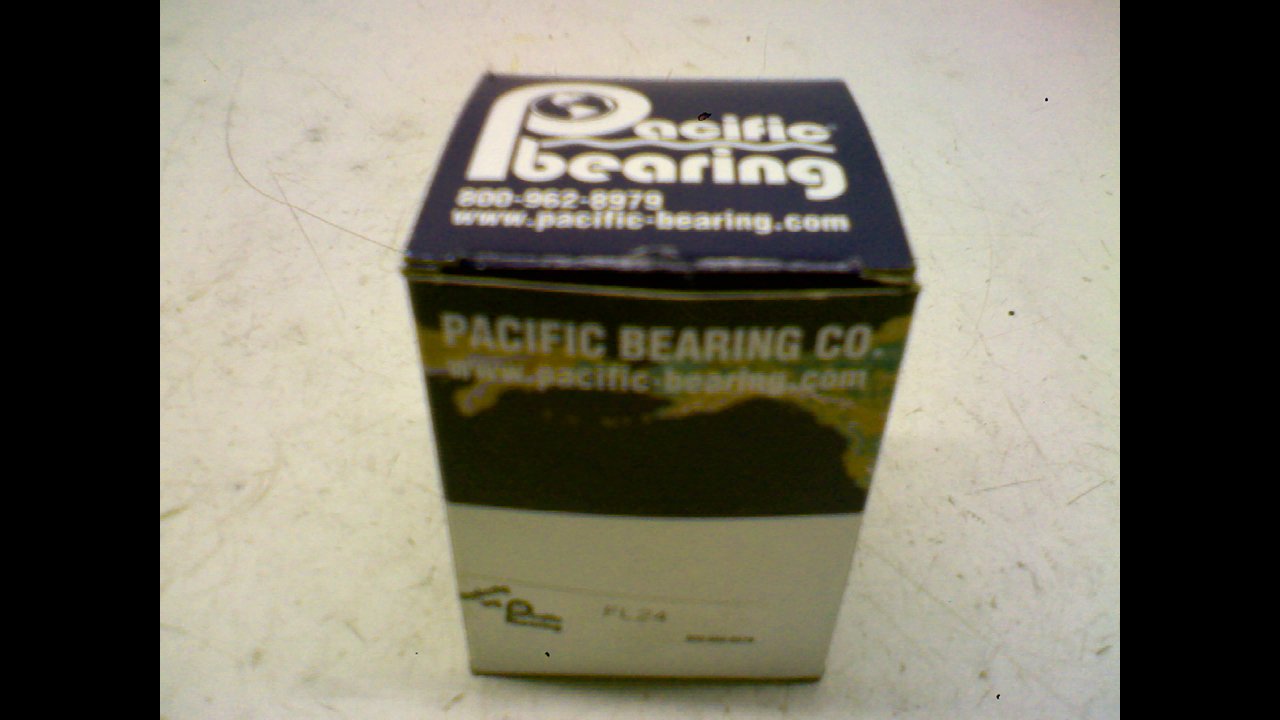 Pacific
bearing
800-962-8979
www.pacific-bearing.com
PACIFIC BEARING CO.
www.pacific-bearing.com
FL24